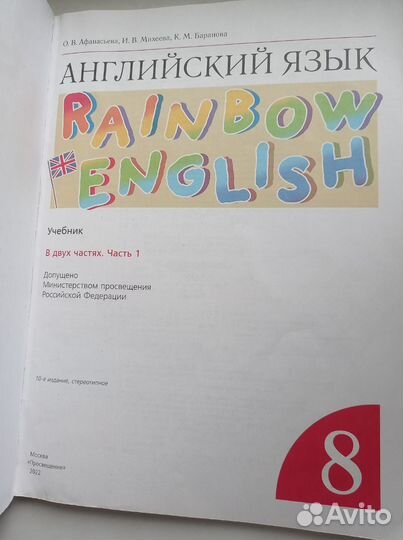 О. В. Афанасьева, И. В. Михеева, К. М. Баранова
АНГЛИЙСКИЙ ЯЗЫК
RAINBOW
ENGLISH
Учебник
В двух частях. Часть 1
Допущено
Министерством просвещения
Российской Федерации
10-е издание, стереотипное
Москва
«Просвещение»
2022
8
Avito